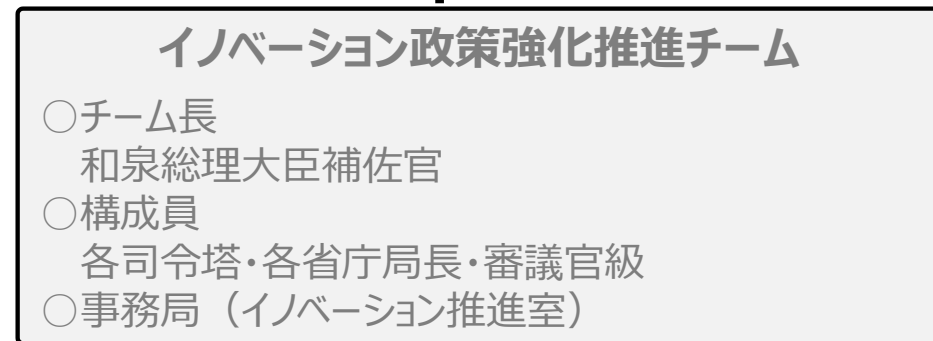 イノベーション政策強化推進チーム
○チーム長
和泉総理大臣補佐官
○構成員
各司令塔・各省庁局長・審議官級
○事務局（イノベーション推進室）